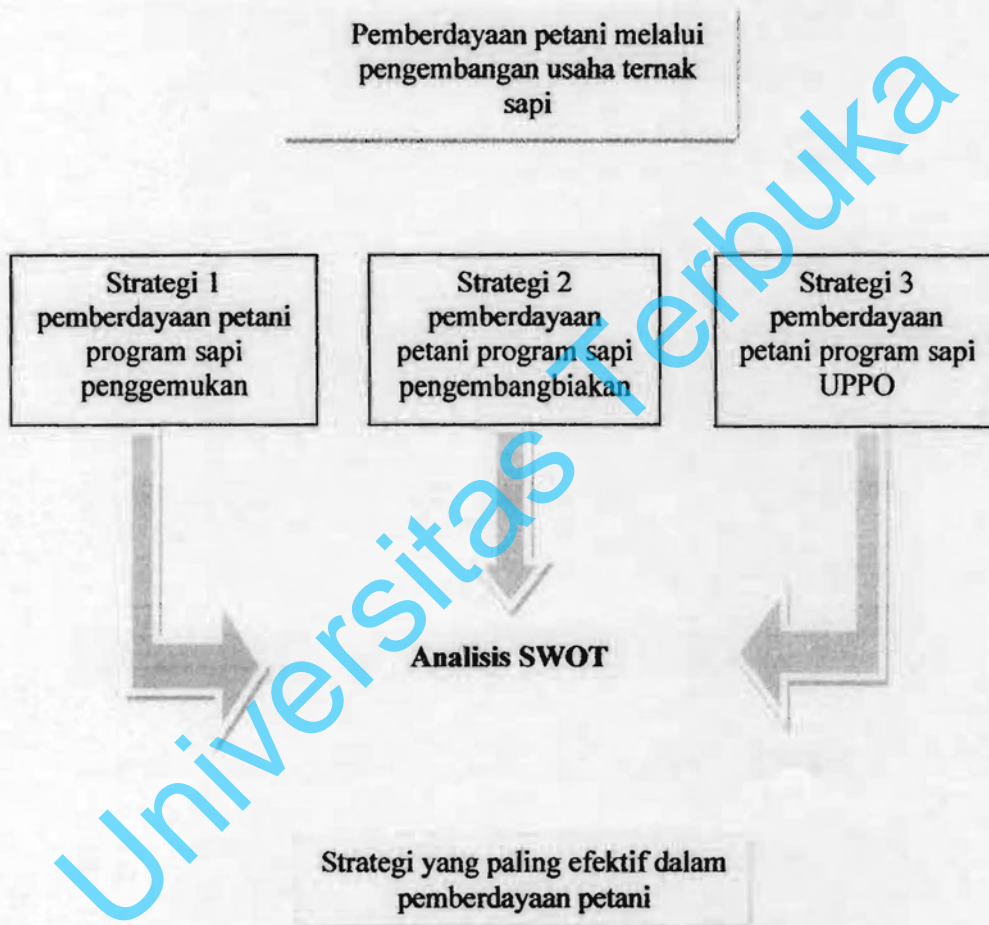 Pemberdayaan petani melalui
pengembangan usaha ternak
sapi
Strategi 1
pemberdayaan petani
program sapi
penggemukan
Strategi 2
pemberdayaan
petani program sapi
pengembangbiakan
Strategi 3
pemberdayaan
petani program sapi
UPPO
Analisis SWOT
Strategi yang paling efektif dalam
pemberdayaan petani
Universitas Terbuka